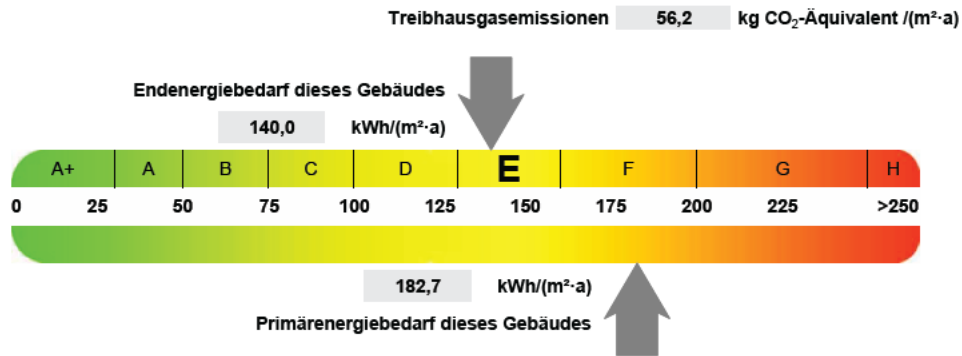 Treibhausgasemissionen 56,2 kg CO₂-Äquivalent /(m²·a)
Endenergiebedarf dieses Gebäudes
140,0 kWh/(m²·a)
A+ A B C D E F G H
0 25 50 75 100 125 150 175 200 225 >250
182,7 kWh/(m²·a)
Primärenergiebedarf dieses Gebäudes